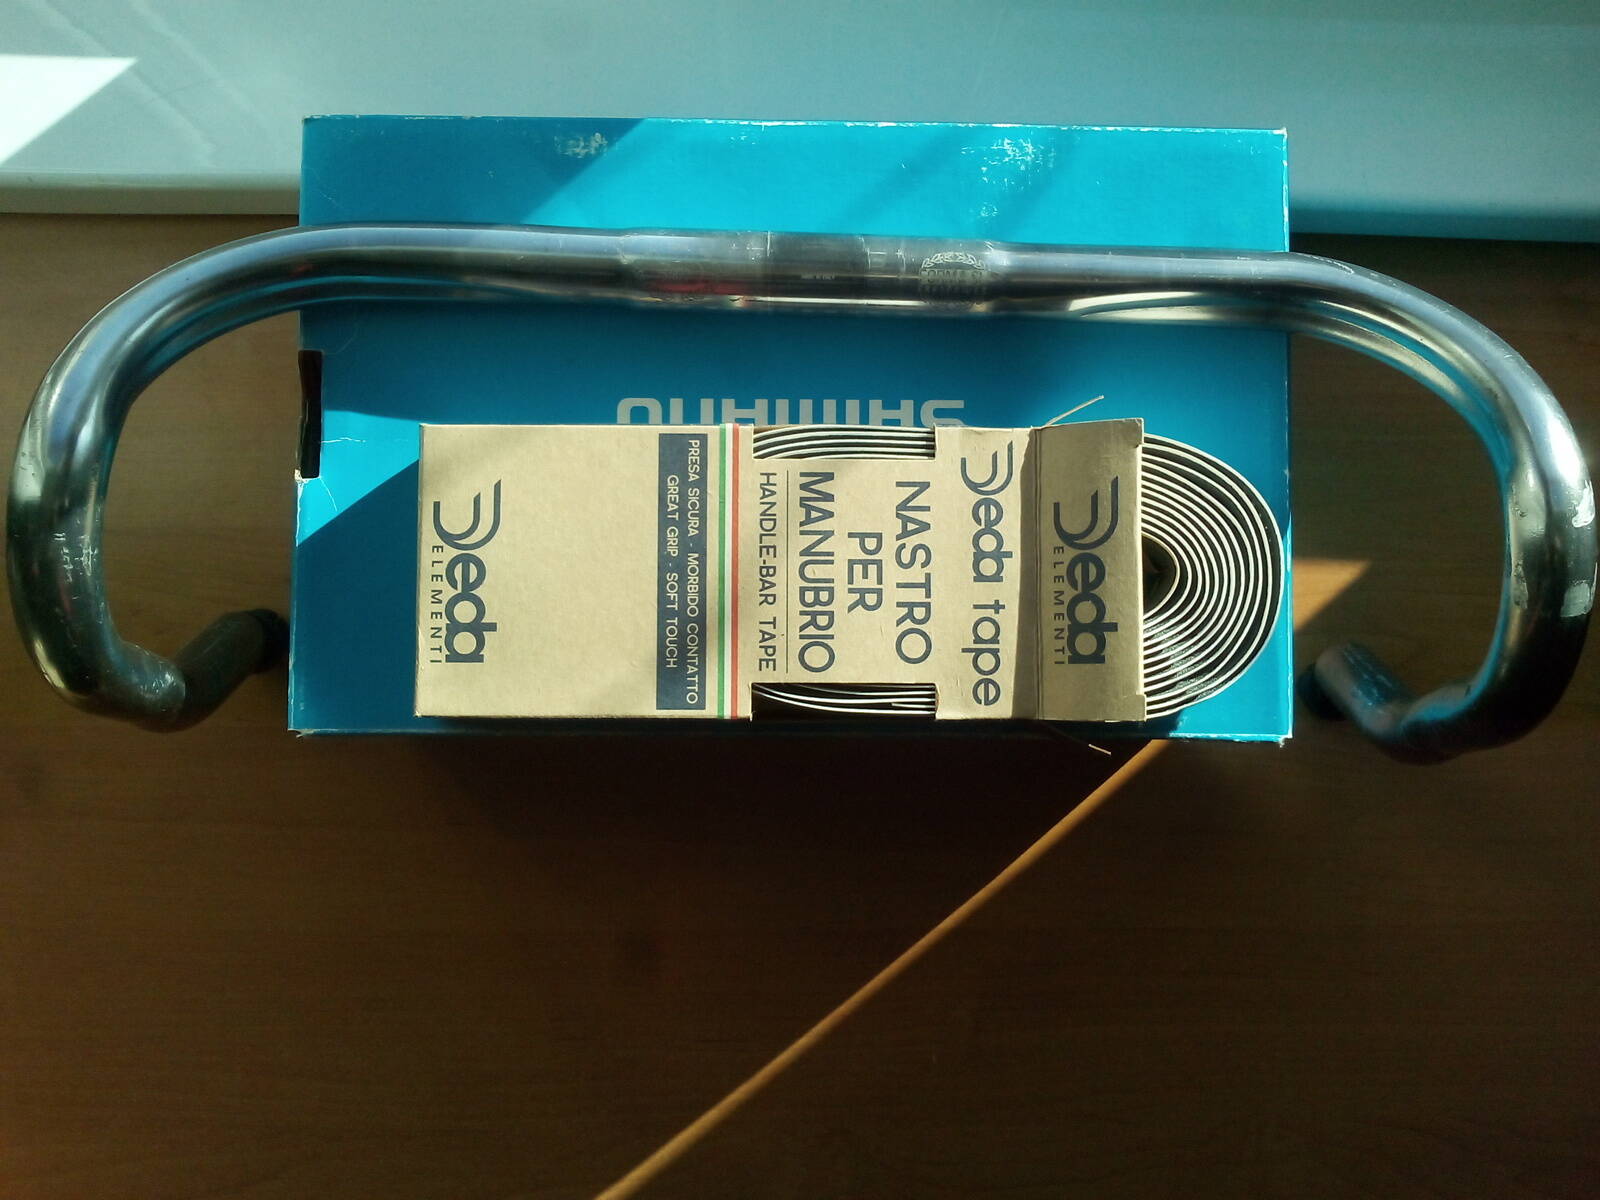 SHIMANO
Deda
ELEMENTI
PRESA SICURA - MORBIDO CONTATTO
GREAT GRIP - SOFT TOUCH
Deda tape
NASTRO
PER
MANUBRIO
HANDLE-BAR TAPE
Deda
ELEMENTI